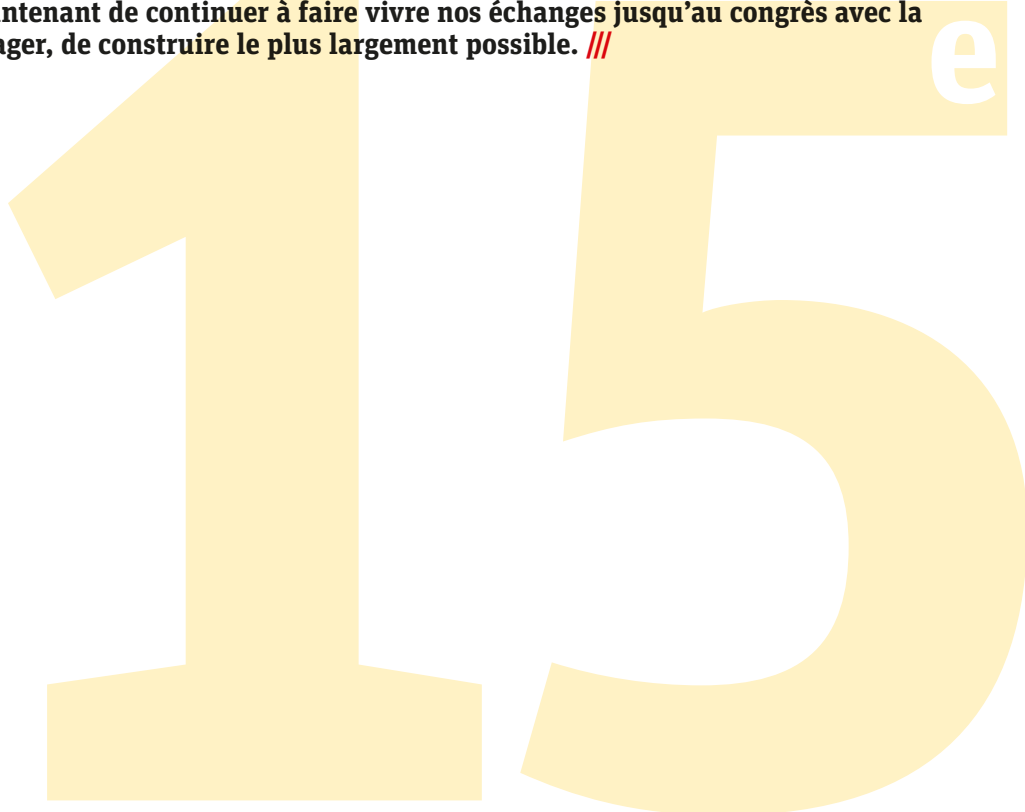 intenant de continuer à faire vivre nos échanges jusqu'au congrès avec la
ager, de construire le plus largement possible. ///
15e